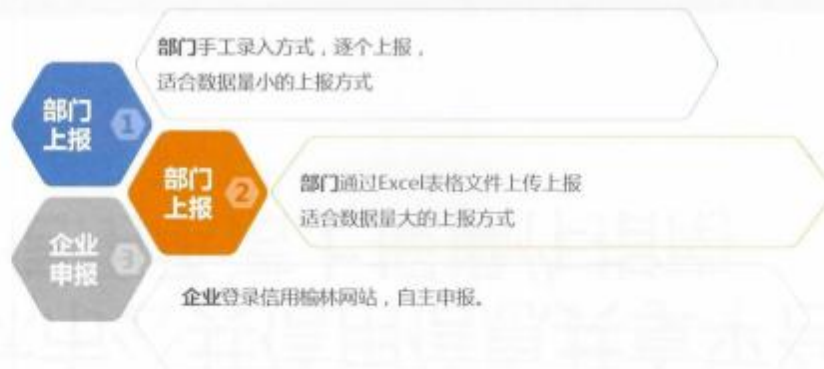 部门手工录入方式，逐个上报，
适合数据量小的上报方式
部门
上报
1
部门
上报
2
部门通过Excel表格文件上传上报
适合数据量大的上报方式
企业
申报
3
企业登录信用榆林网站，自主申报。